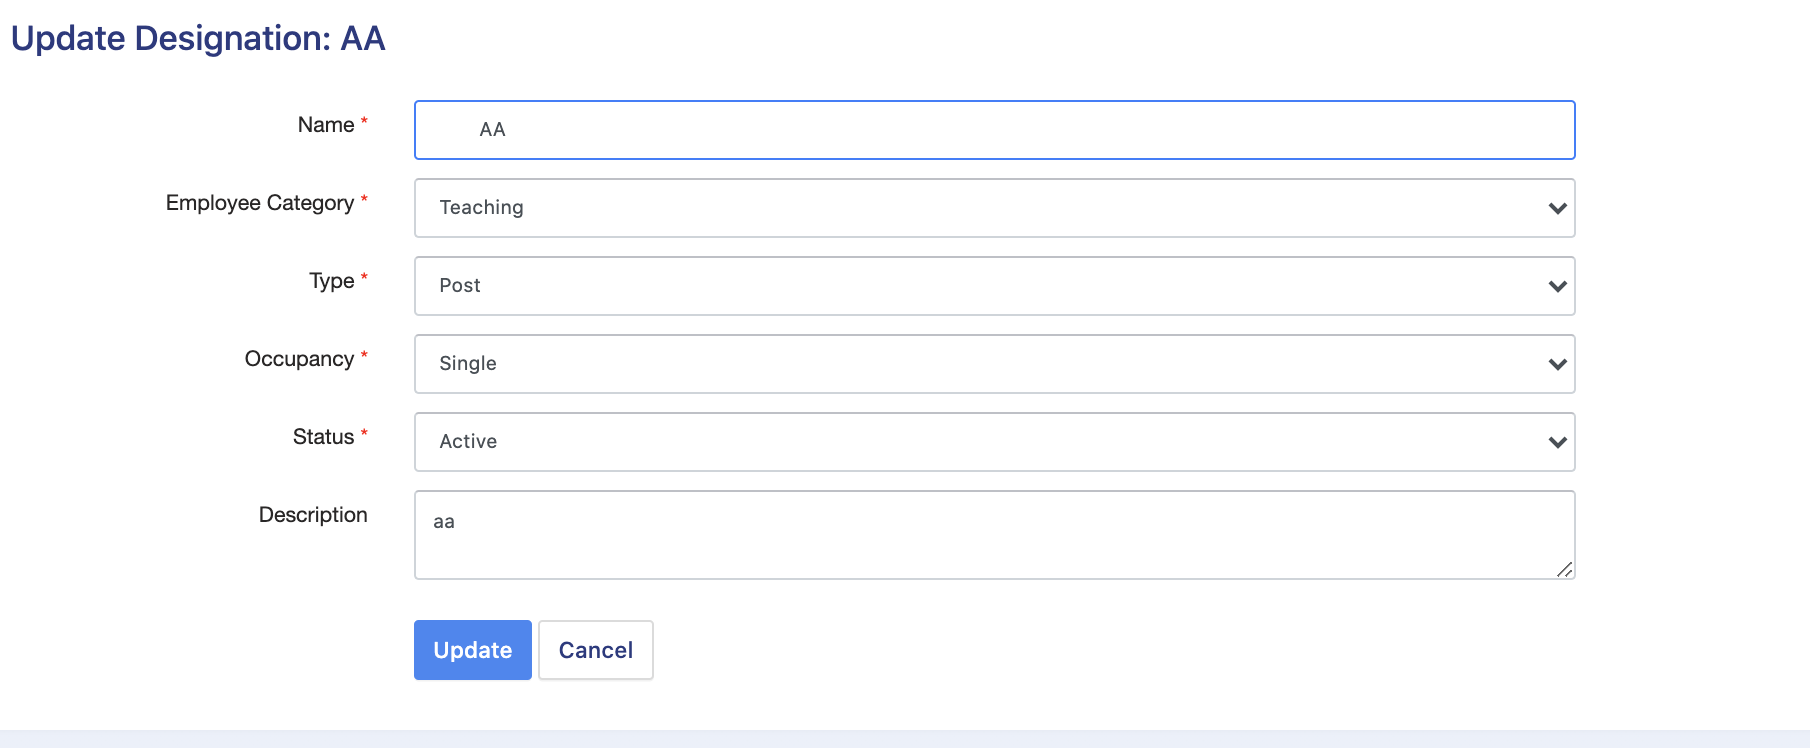 Update Designation: AA
Name * AA
Employee Category * Teaching
Type * Post
Occupancy * Single
Status * Active
Description aa
Update Cancel